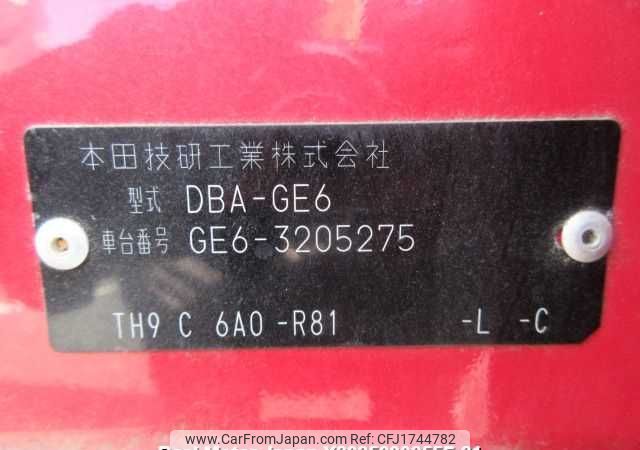 本田技研工業株式会社
型式 DBA-GE6
車台番号 GE6-3205275
TH9 C 6A0 -R81 -L -C
www.CarFromJapan.com - CFJ1744782